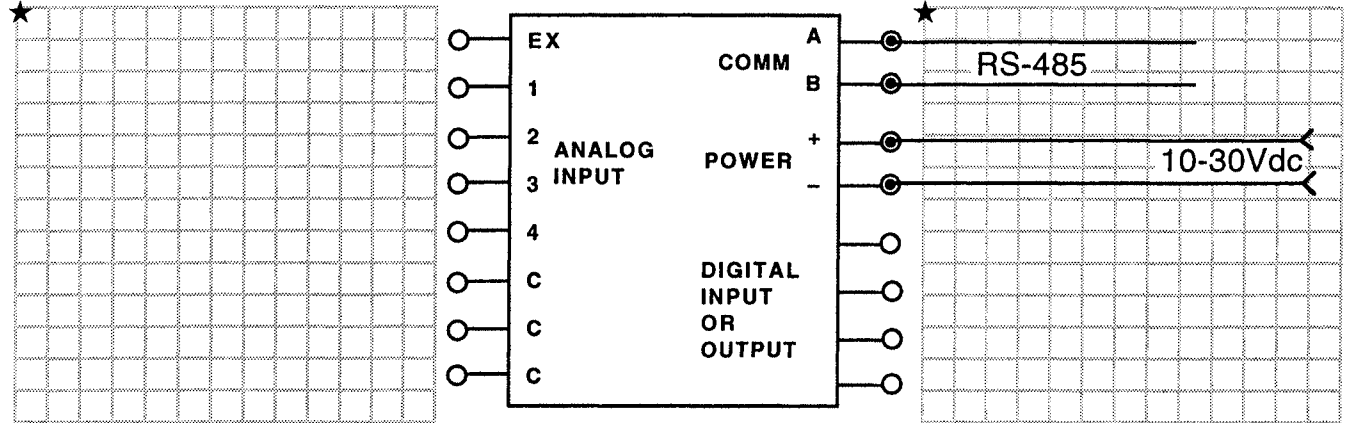 EX
1
2
3
4
C
C
C
ANALOG
INPUT
COMM
A
B
POWER
+
–
DIGITAL
INPUT
OR
OUTPUT
RS-485
10-30Vdc